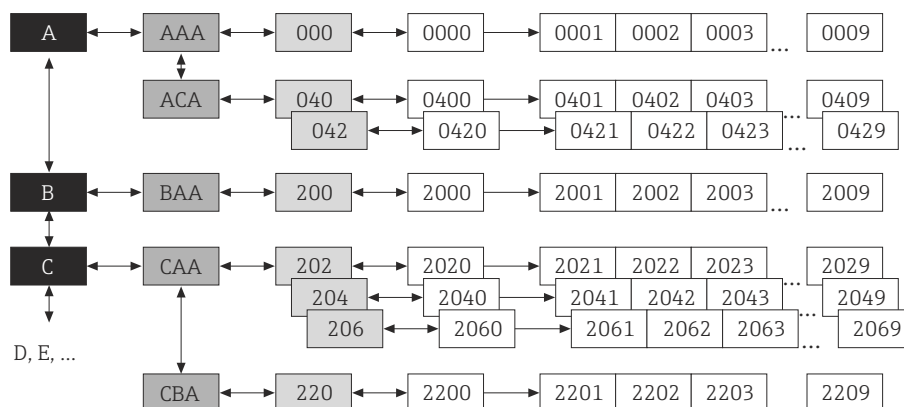 A AAA 000 0000 0001 0002 0003 ... 0009
ACA 040 0400 0401 0402 0403 ... 0409
042 0420 0421 0422 0423 ... 0429
B BAA 200 2000 2001 2002 2003 ... 2009
C CAA 202 2020 2021 2022 2023 ... 2029
204 2040 2041 2042 2043 ... 2049
206 2060 2061 2062 2063 ... 2069
D, E, ...
CBA 220 2200 2201 2202 2203 ... 2209